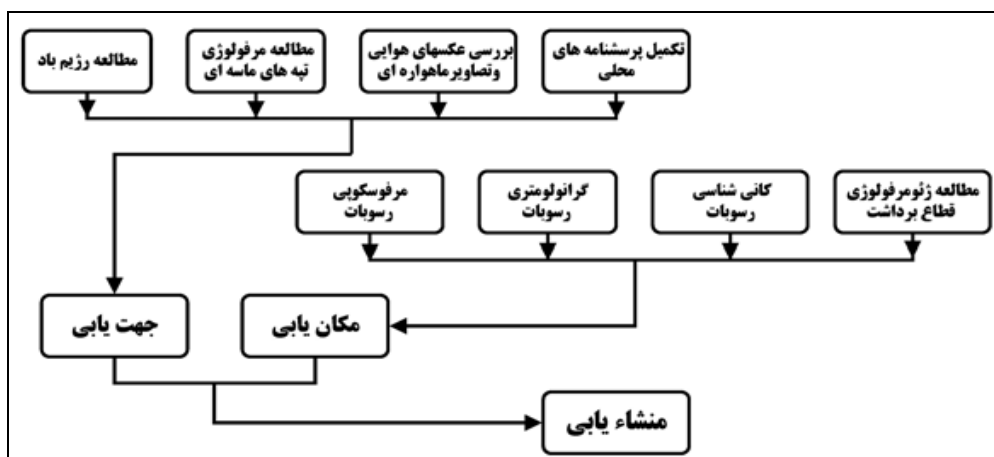 تکمیل پرسشنامه های
محلی
بررسی عکسهای هوایی
وتصاویرماهواره ای
مطالعه مرفولوژی
تپه های ماسه ای
مطالعه رژیم باد
مطالعه ژئومرفولوژی
قطاع برداشت
کانی شناسی
رسوبات
گرانولومتری
رسوبات
مرفوسکوپی
رسوبات
مکان یابی
جهت یابی
منشاء یابی